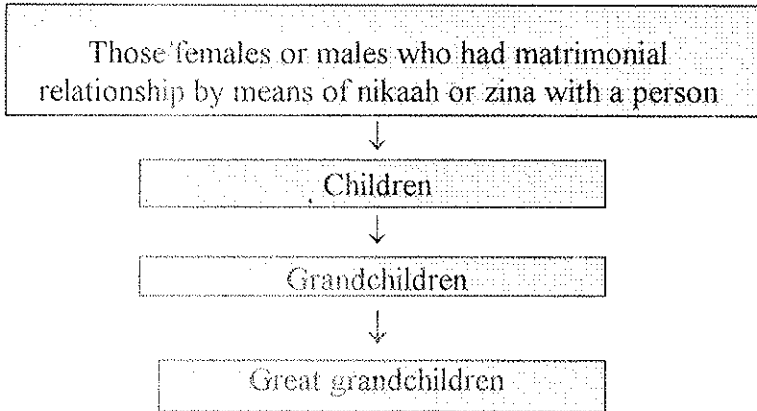 Those females or males who had matrimonial
relationship by means of nikaah or zina with a person
↓
Children
↓
Grandchildren
↓
Great grandchildren